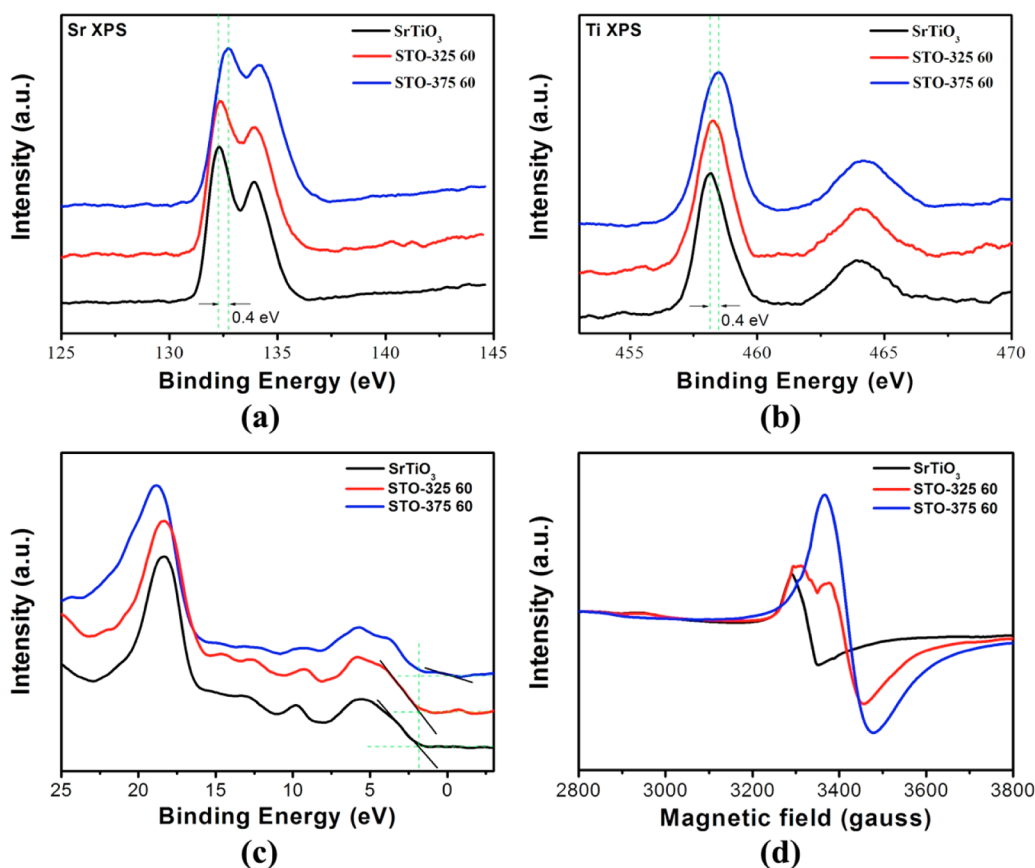 Sr XPS
SrTiO₃
STO-325 60
STO-375 60
0.4 eV
Intensity (a.u.)
125 130 135 140 145
Binding Energy (eV)
(a)
Ti XPS
SrTiO₃
STO-325 60
STO-375 60
0.4 eV
Intensity (a.u.)
455 460 465 470
Binding Energy (eV)
(b)
SrTiO₃
STO-325 60
STO-375 60
Intensity (a.u.)
25 20 15 10 5 0
Binding Energy (eV)
(c)
SrTiO₃
STO-325 60
STO-375 60
Intensity (a.u.)
2800 3000 3200 3400 3600 3800
Magnetic field (gauss)
(d)